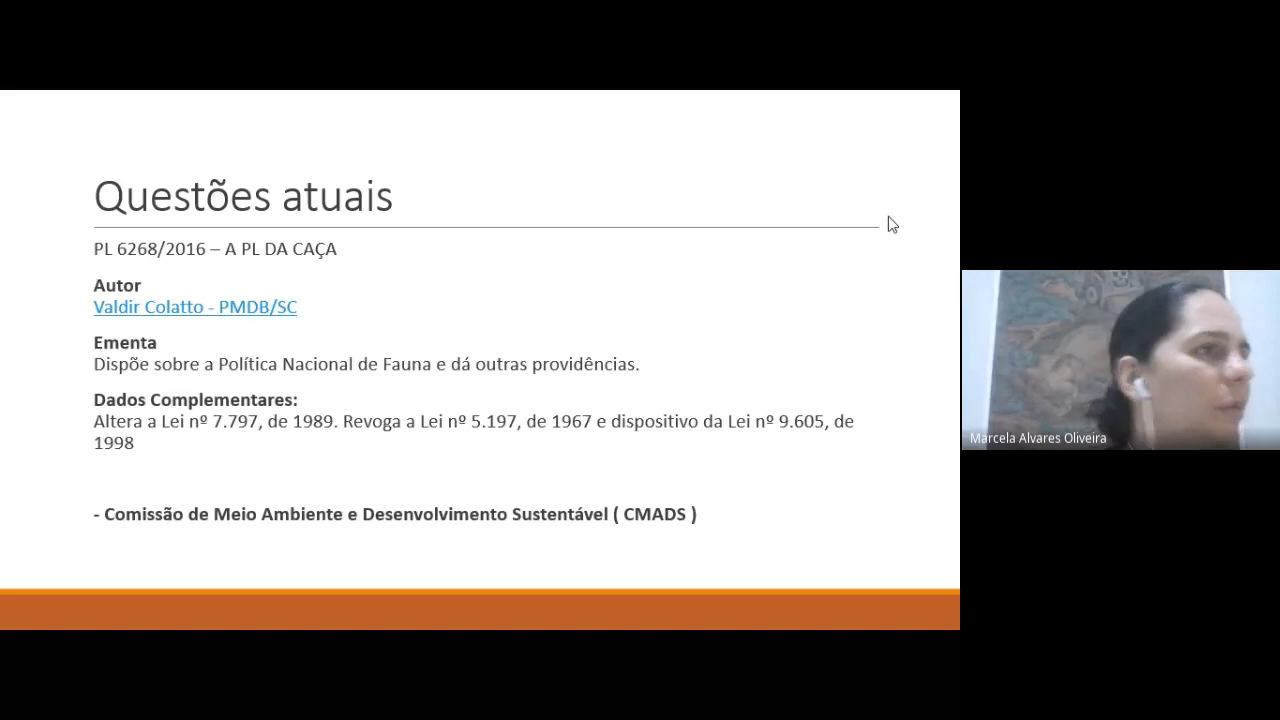 Questões atuais
PL 6268/2016 – A PL DA CAÇA
Autor
Valdir Colatto - PMDB/SC
Ementa
Dispõe sobre a Política Nacional de Fauna e dá outras providências.
Dados Complementares:
Altera a Lei nº 7.797, de 1989. Revoga a Lei nº 5.197, de 1967 e dispositivo da Lei nº 9.605, de
1998
- Comissão de Meio Ambiente e Desenvolvimento Sustentável ( CMADS )
Marcela Alvares Oliveira